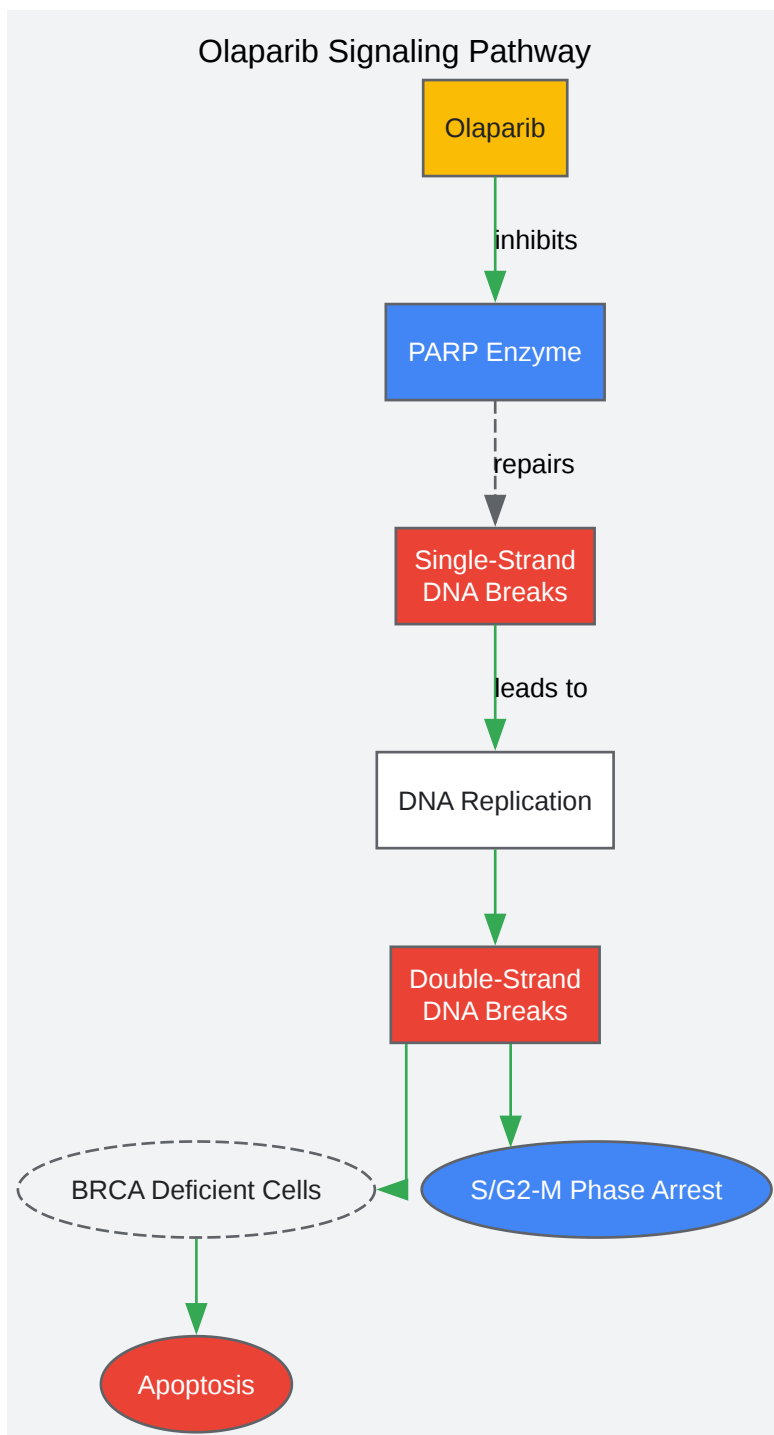 Olaparib Signaling Pathway
Olaparib
inhibits
PARP Enzyme
repairs
Single-Strand
DNA Breaks
leads to
DNA Replication
Double-Strand
DNA Breaks
BRCA Deficient Cells
S/G2-M Phase Arrest
Apoptosis